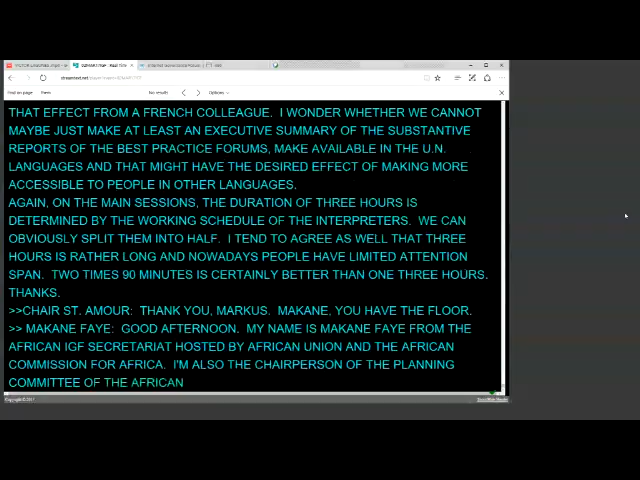 streamtext.net
Find on page
No results
Options
THAT EFFECT FROM A FRENCH COLLEAGUE.  I WONDER WHETHER WE CANNOT
MAYBE JUST MAKE AT LEAST AN EXECUTIVE SUMMARY OF THE SUBSTANTIVE
REPORTS OF THE BEST PRACTICE FORUMS, MAKE AVAILABLE IN THE U.N.
LANGUAGES AND THAT MIGHT HAVE THE DESIRED EFFECT OF MAKING MORE
ACCESSIBLE TO PEOPLE IN OTHER LANGUAGES.
AGAIN, ON THE MAIN SESSIONS, THE DURATION OF THREE HOURS IS
DETERMINED BY THE WORKING SCHEDULE OF THE INTERPRETERS.  WE CAN
OBVIOUSLY SPLIT THEM INTO HALF.  I TEND TO AGREE AS WELL THAT THREE
HOURS IS RATHER LONG AND NOWADAYS PEOPLE HAVE LIMITED ATTENTION
SPAN.  TWO TIMES 90 MINUTES IS CERTAINLY BETTER THAN ONE THREE HOURS.
THANKS.
>>CHAIR ST. AMOUR:  THANK YOU, MARKUS.  MAKANE, YOU HAVE THE FLOOR.
>> MAKANE FAYE:  GOOD AFTERNOON.  MY NAME IS MAKANE FAYE FROM THE
AFRICAN IGF SECRETARIAT HOSTED BY AFRICAN UNION AND THE AFRICAN
COMMISSION FOR AFRICA.  I'M ALSO THE CHAIRPERSON OF THE PLANNING
COMMITTEE OF THE AFRICAN